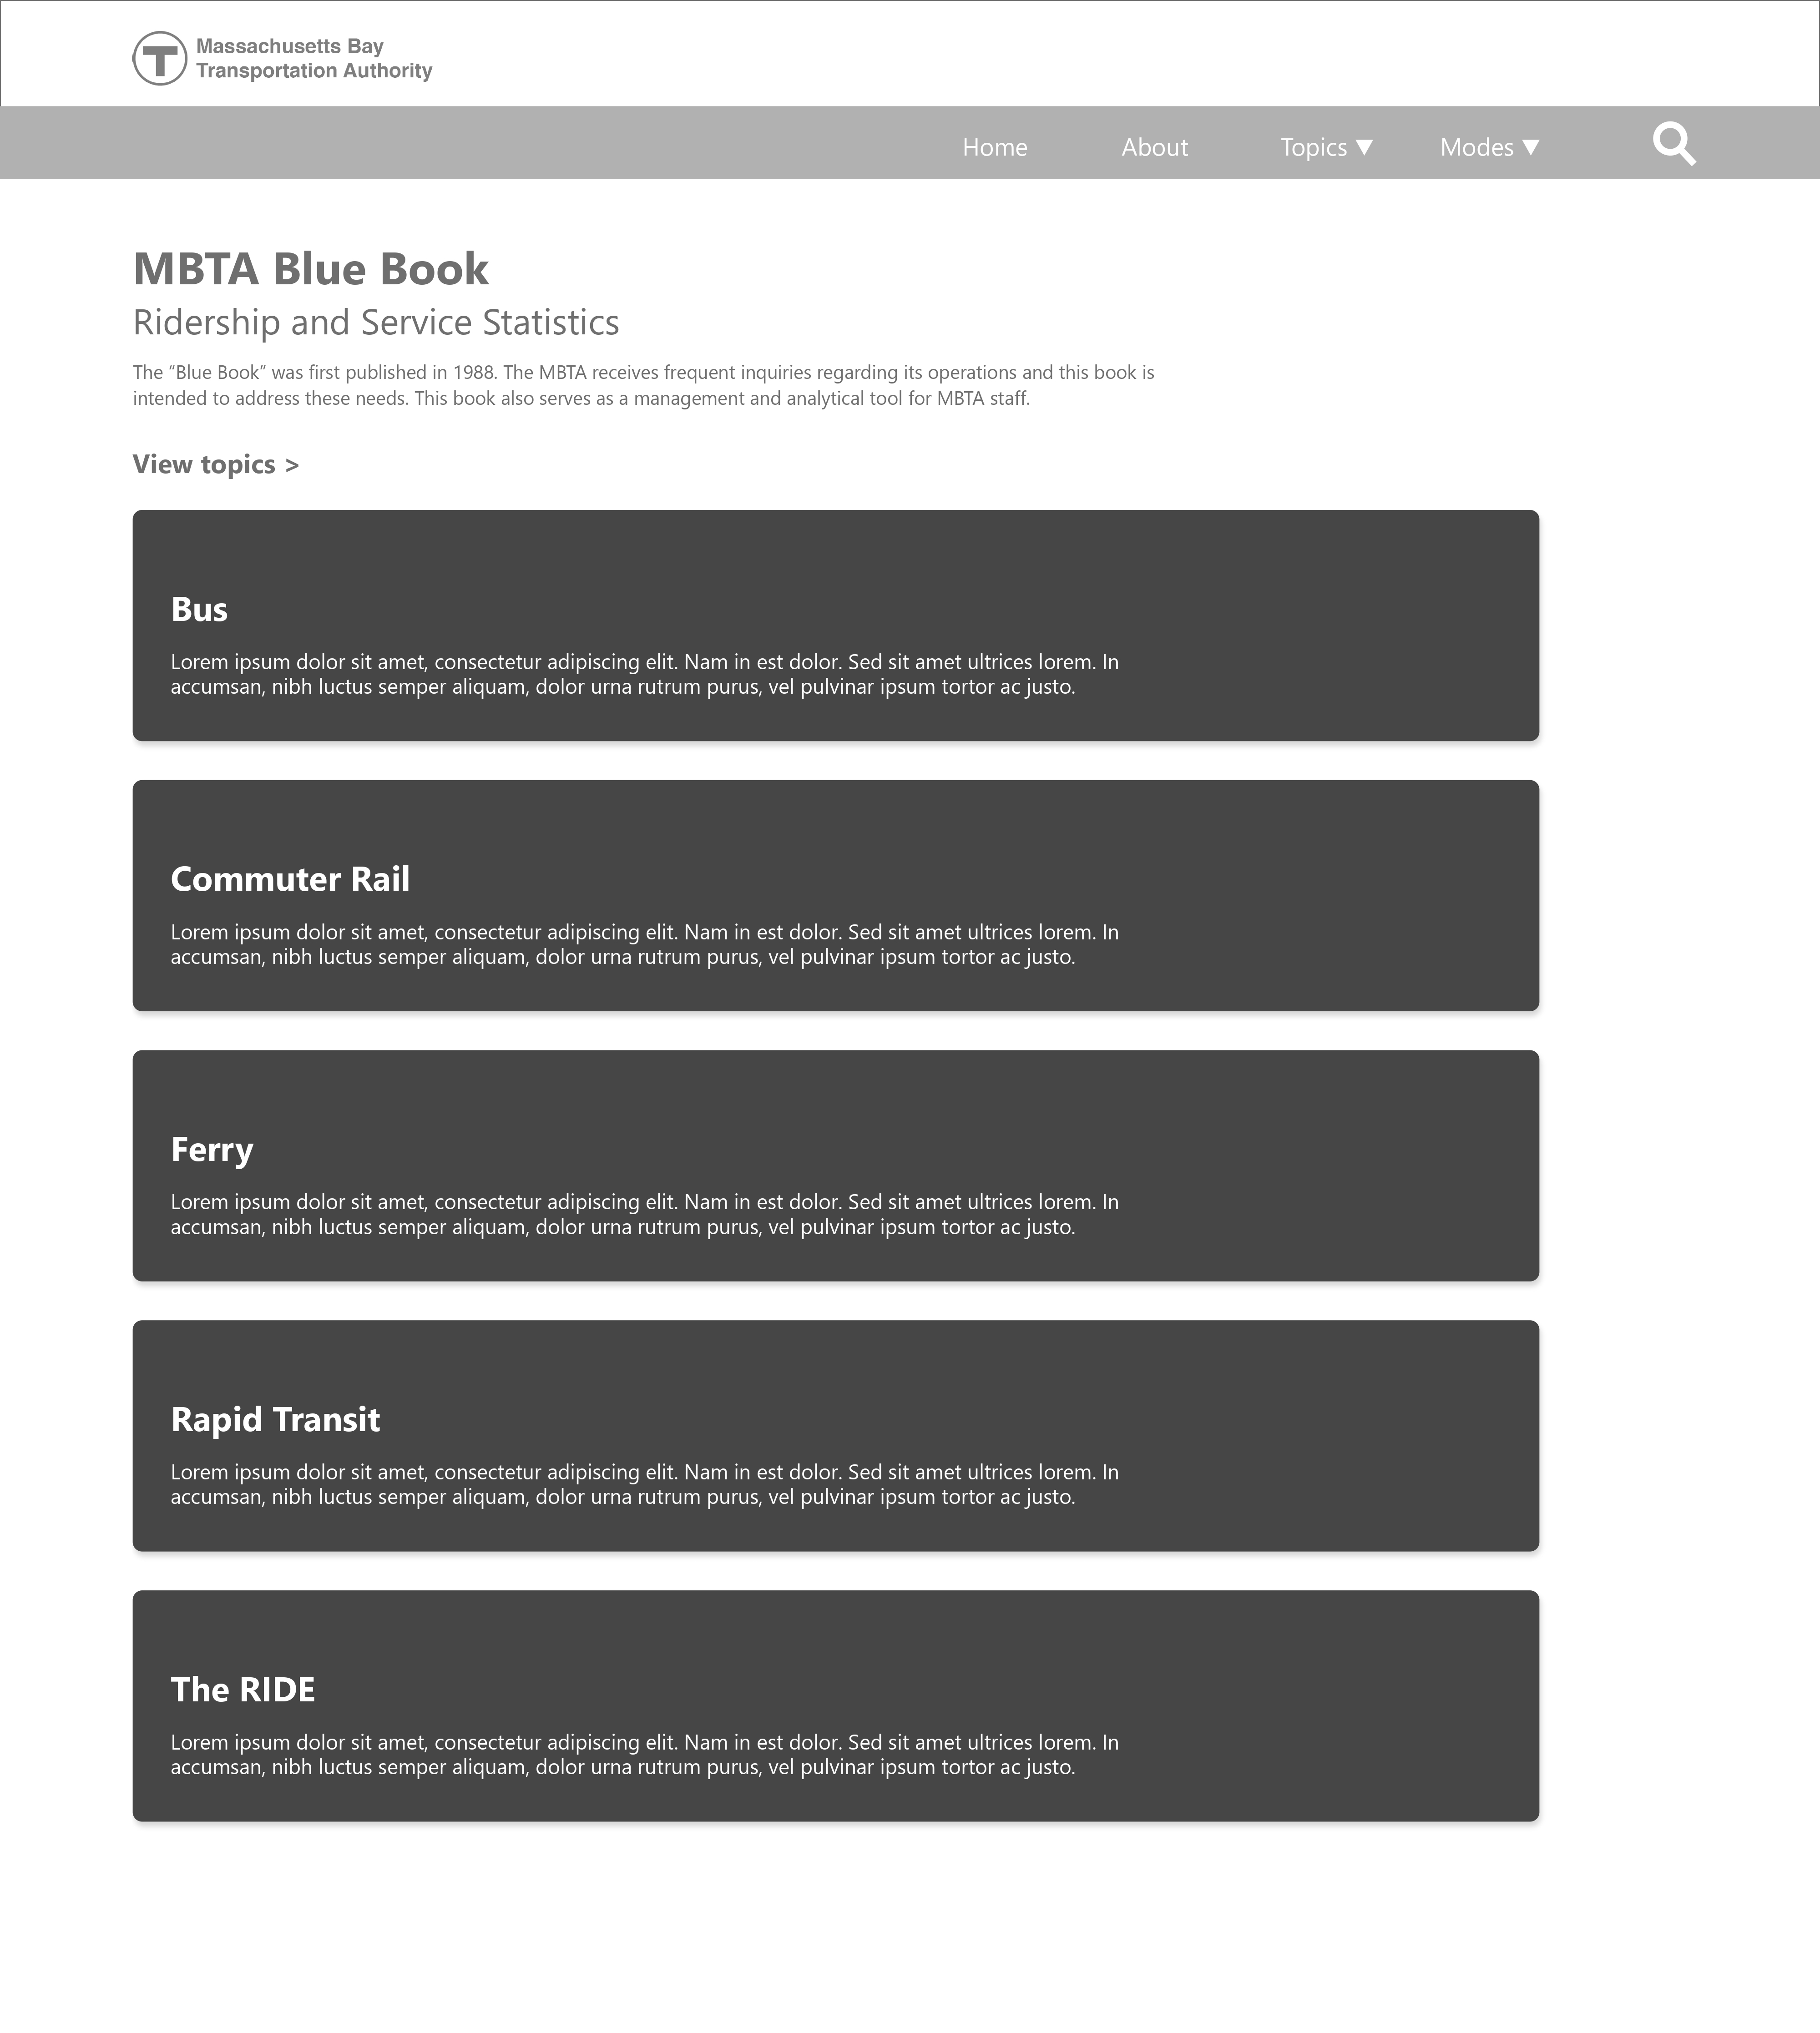 T
Massachusetts Bay
Transportation Authority
Home About Topics ▼ Modes ▼
MBTA Blue Book
Ridership and Service Statistics
The “Blue Book” was first published in 1988. The MBTA receives frequent inquiries regarding its operations and this book is
intended to address these needs. This book also serves as a management and analytical tool for MBTA staff.
View topics >
Bus
Lorem ipsum dolor sit amet, consectetur adipiscing elit. Nam in est dolor. Sed sit amet ultrices lorem. In
accumsan, nibh luctus semper aliquam, dolor urna rutrum purus, vel pulvinar ipsum tortor ac justo.
Commuter Rail
Lorem ipsum dolor sit amet, consectetur adipiscing elit. Nam in est dolor. Sed sit amet ultrices lorem. In
accumsan, nibh luctus semper aliquam, dolor urna rutrum purus, vel pulvinar ipsum tortor ac justo.
Ferry
Lorem ipsum dolor sit amet, consectetur adipiscing elit. Nam in est dolor. Sed sit amet ultrices lorem. In
accumsan, nibh luctus semper aliquam, dolor urna rutrum purus, vel pulvinar ipsum tortor ac justo.
Rapid Transit
Lorem ipsum dolor sit amet, consectetur adipiscing elit. Nam in est dolor. Sed sit amet ultrices lorem. In
accumsan, nibh luctus semper aliquam, dolor urna rutrum purus, vel pulvinar ipsum tortor ac justo.
The RIDE
Lorem ipsum dolor sit amet, consectetur adipiscing elit. Nam in est dolor. Sed sit amet ultrices lorem. In
accumsan, nibh luctus semper aliquam, dolor urna rutrum purus, vel pulvinar ipsum tortor ac justo.